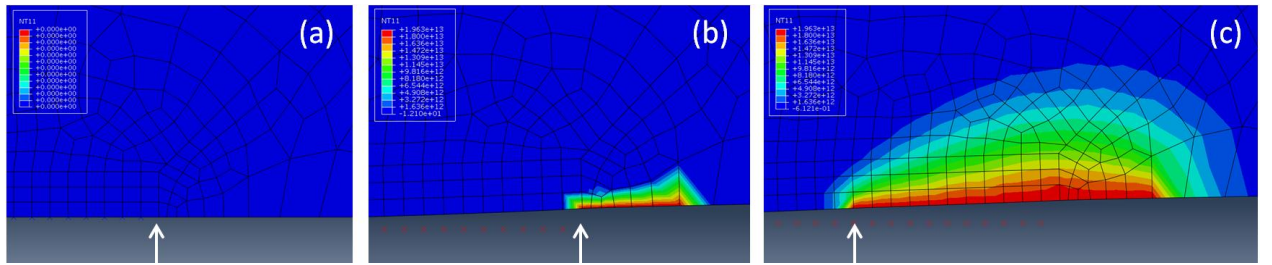 (a)
NT11
+0.000e+00
+0.000e+00
+0.000e+00
+0.000e+00
+0.000e+00
+0.000e+00
+0.000e+00
+0.000e+00
+0.000e+00
+0.000e+00
+0.000e+00
+0.000e+00
+0.000e+00
(b)
NT11
+1.963e+13
+1.800e+13
+1.636e+13
+1.472e+13
+1.309e+13
+1.145e+13
+9.816e+12
+8.180e+12
+6.544e+12
+4.908e+12
+3.272e+12
+1.636e+12
-1.210e+01
(c)
NT11
+1.963e+13
+1.800e+13
+1.636e+13
+1.472e+13
+1.309e+13
+1.145e+13
+9.816e+12
+8.180e+12
+6.544e+12
+4.908e+12
+3.272e+12
+1.636e+12
-6.121e-01